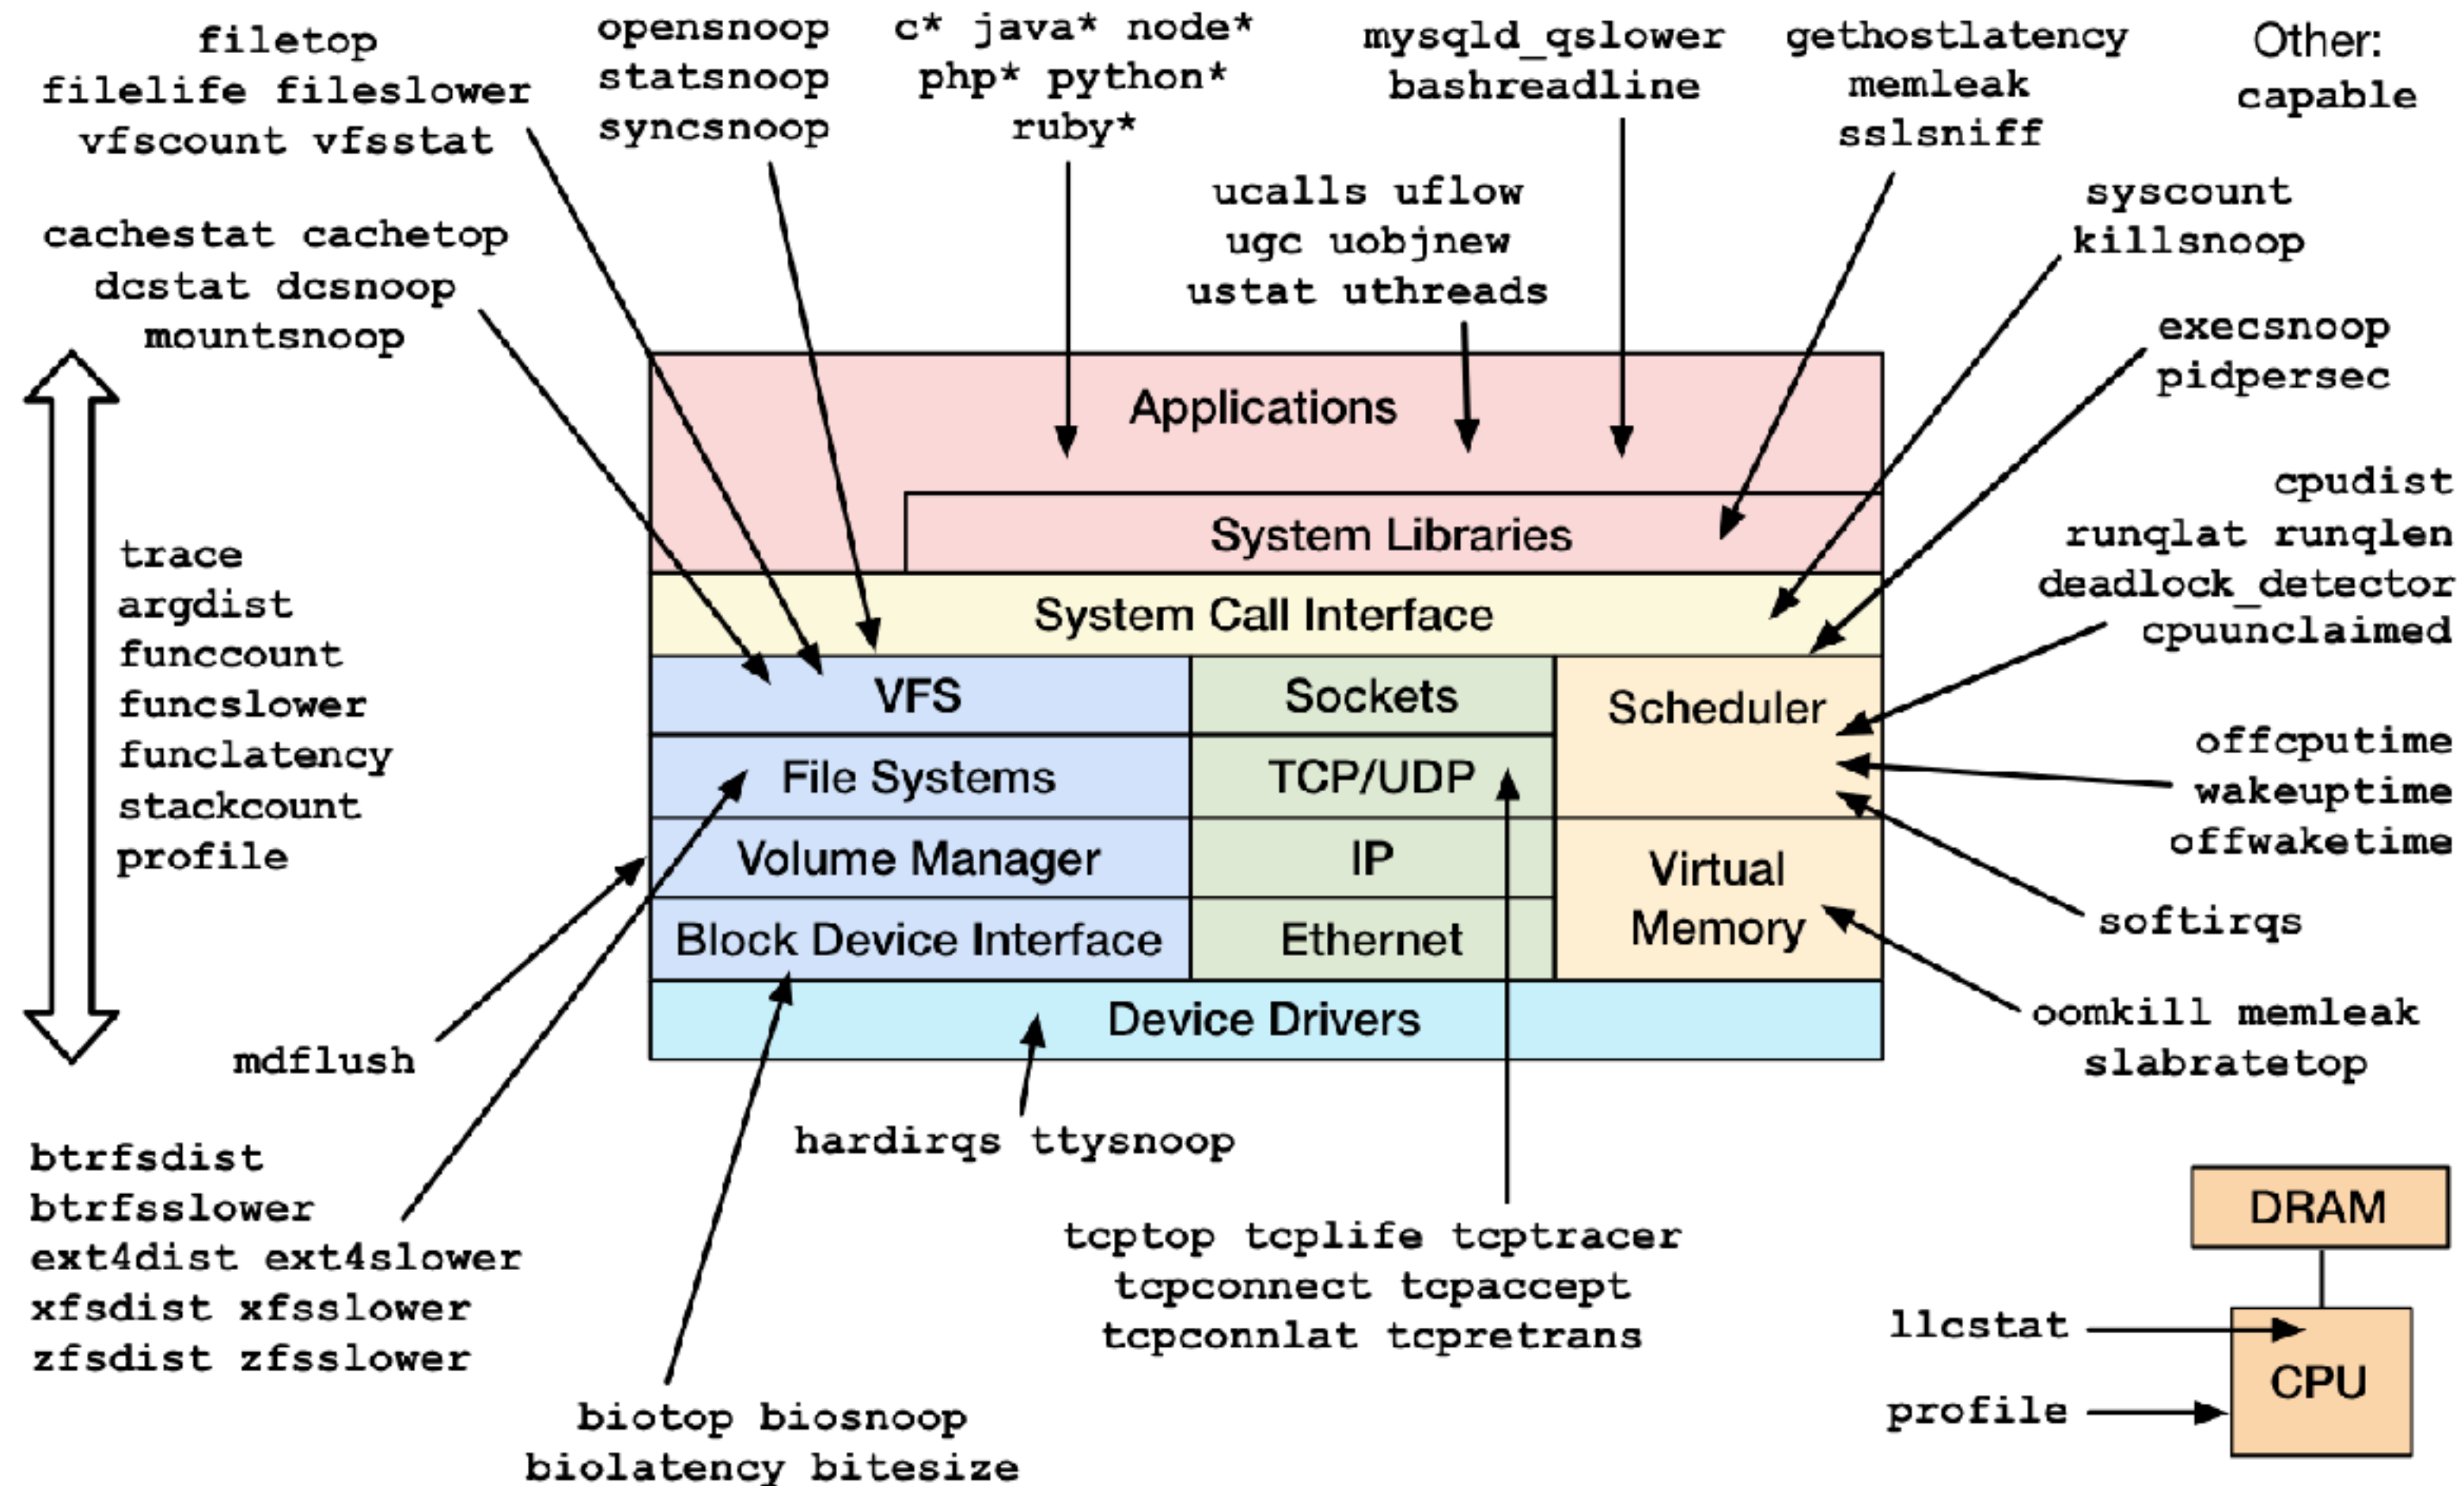 filetop
filelife fileslower
vfscount vfsstat
opensnoop
statsnoop
syncsnoop
c* java* node*
php* python*
ruby*
mysqld_qslower
bashreadline
gethostlatency
memleak
sslsniff
Other:
capable
cachestat cachetop
dcstat dcsnoop
mountsnoop
ucalls uflow
ugc uobjnew
ustat uthreads
syscount
killsnoop
execsnoop
pidpersec
trace
argdist
funccount
funcslower
funclatency
stackcount
profile
Applications
System Libraries
System Call Interface
VFS
Sockets
Scheduler
File Systems
TCP/UDP
Volume Manager
IP
Virtual
Memory
Block Device Interface
Ethernet
Device Drivers
cpudist
runqlat runqlen
deadlock_detector
cpuunclaimed
offcputime
wakeuptime
offwaketime
softirqs
oomkill memleak
slabratetop
mdflush
btrfsdist
btrfsslower
ext4dist ext4slower
xfsdist xfsslower
zfsdist zfsslower
hardirqs ttysnoop
biotop biosnoop
biolatency bitesize
tcptop tcplife tcptracer
tcpconnect tcpaccept
tcpconnlat tcpretrans
DRAM
llcstat
CPU
profile